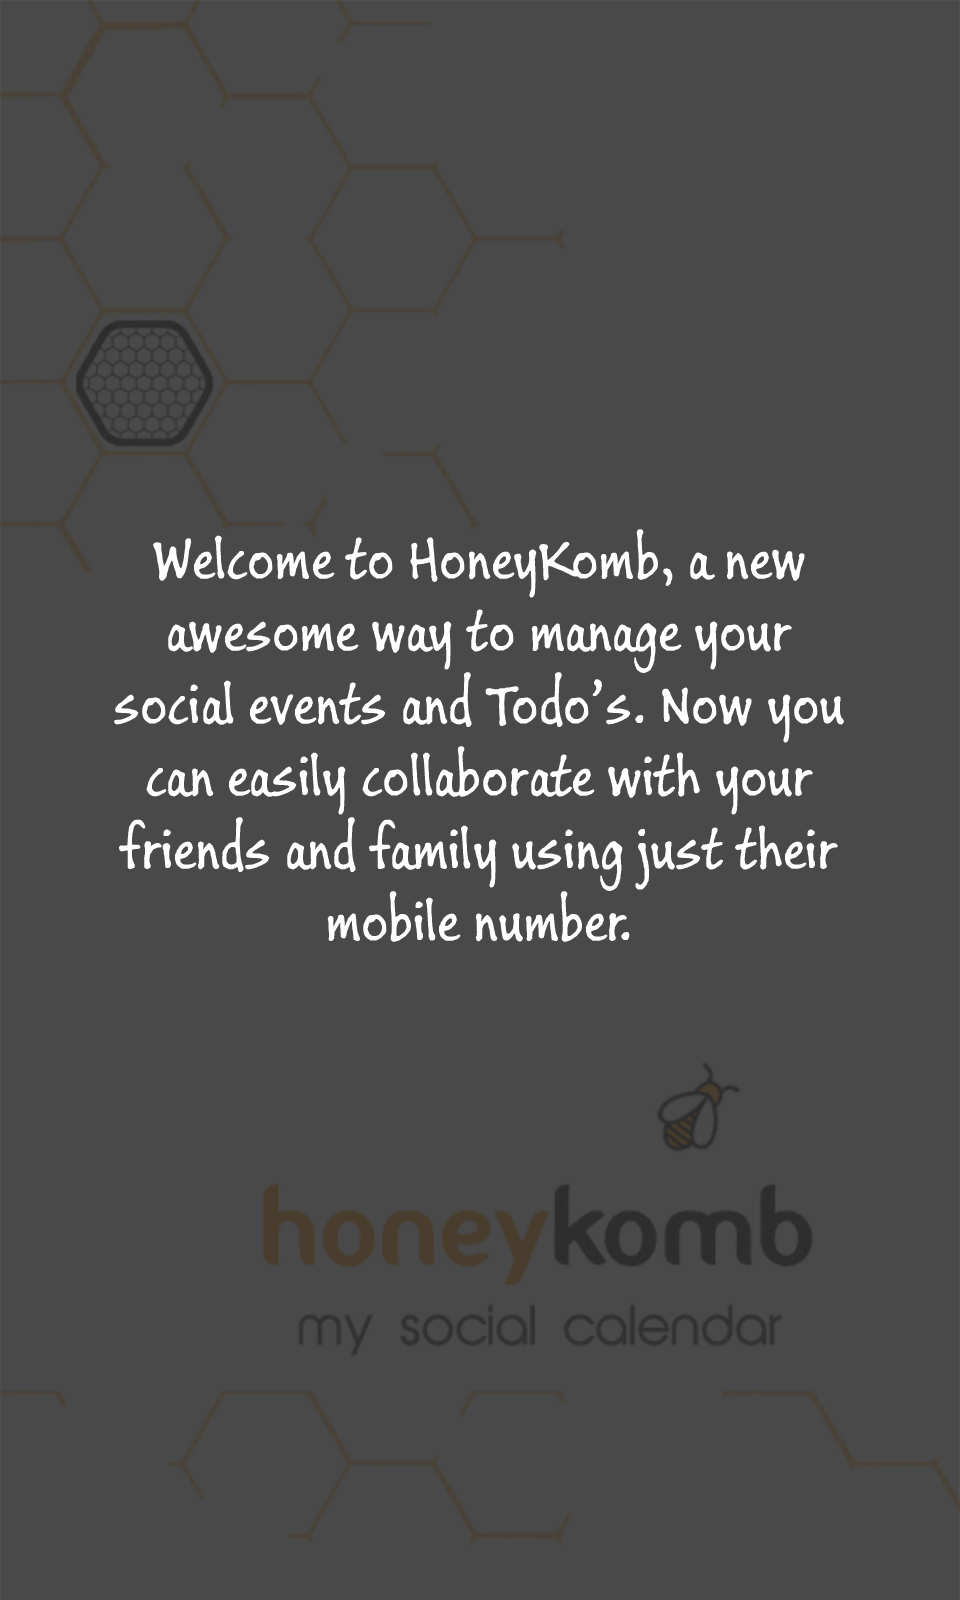 Welcome to HoneyKomb, a new
awesome way to manage your
social events and Todo’s. Now you
can easily collaborate with your
friends and family using just their
mobile number.
honeykomb
my social calendar